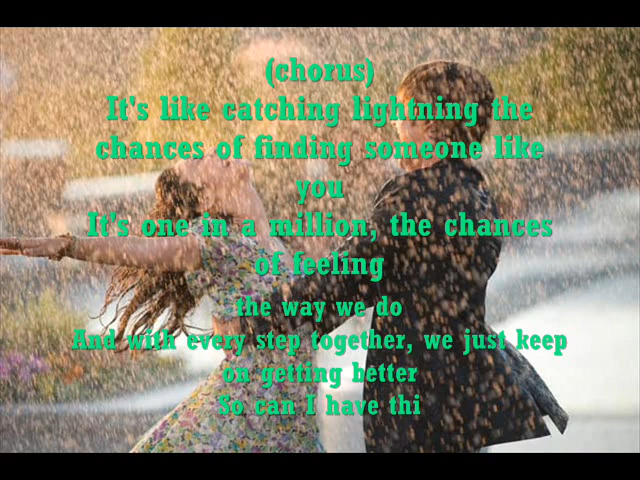 (chorus)
It's like catching lightning the
chances of finding someone like
you
It's one in a million, the chances
of feeling
the way we do
And with every step together, we just keep
on getting better
So can I have thi